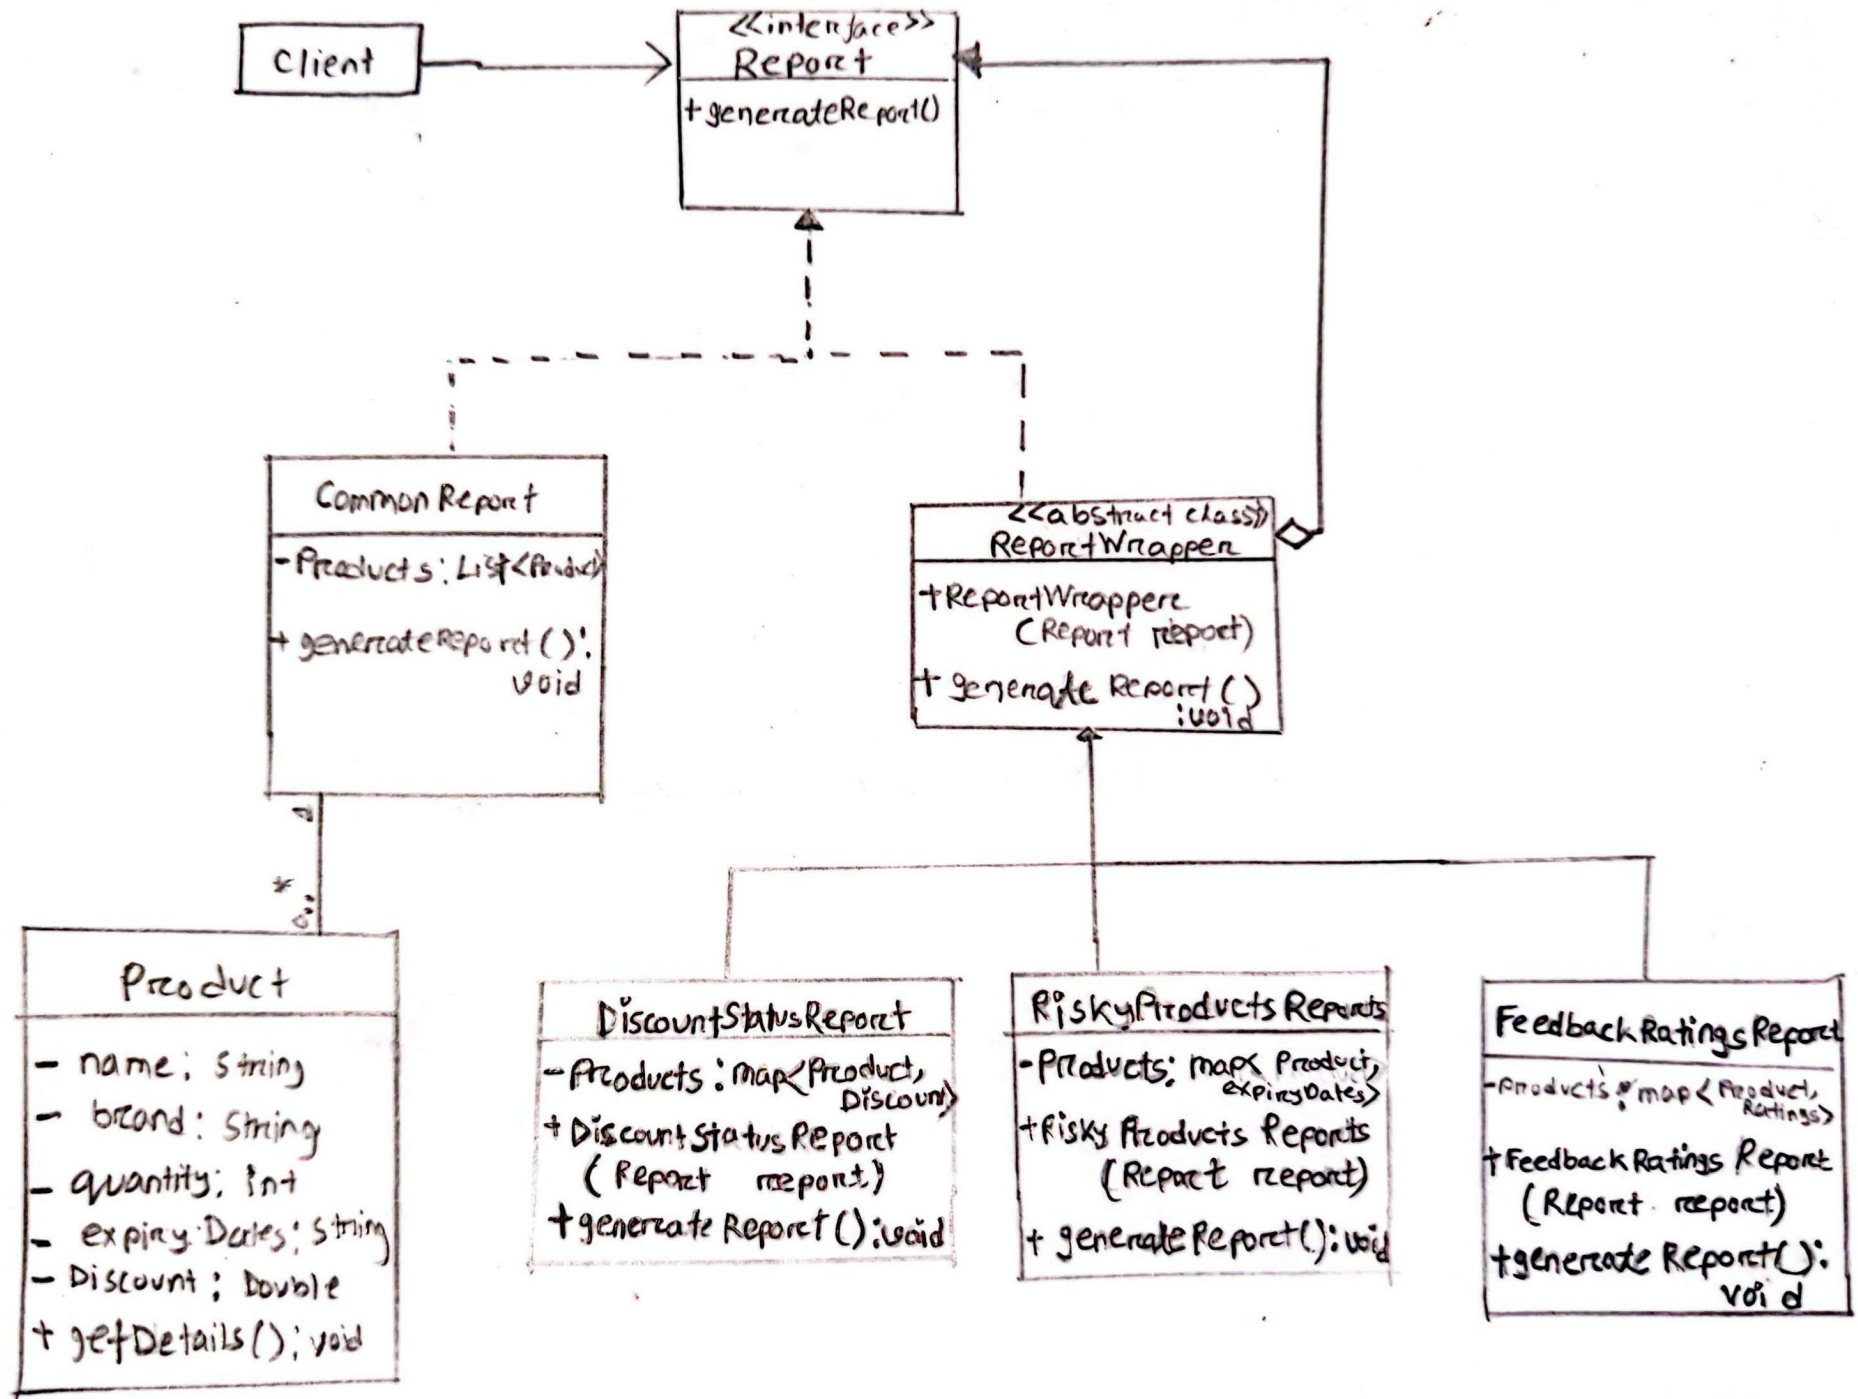 Client
<<interface>>
Report
+generateReport()
CommonReport
-Products: List<Product>
+ generateReport():
void
<<abstract class>>
ReportWrapper
+ReportWrapper
(Report report)
+ generate Report()
:void
1
0..*
Product
- name: String
- brand: String
- quantity: int
- expiry Dates: String
- Discount: Double
+ getDetails(): void
DiscountStatusReport
-Products: map<Product,
Discount>
+ DiscountStatusReport
(Report report)
+generateReport():void
RiskyProductsReports
-Products: map< Product,
expiryDates>
+Risky Products Reports
(Report report)
+ generateReport(): void
FeedbackRatingsReport
-Products: map<Product,
Ratings>
+FeedbackRatings Report
(Report report)
+generate Report():
void